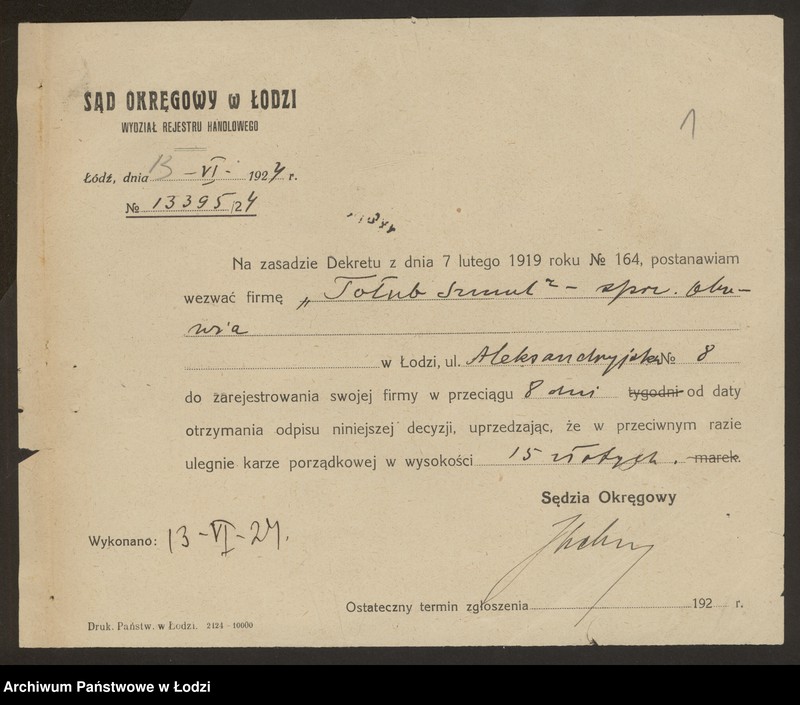 1
SĄD OKRĘGOWY w ŁODZI
WYDZIAŁ REJESTRU HANDLOWEGO
Łódź, dnia 13-VI- 1924 r.
№ 13395/24
Na zasadzie Dekretu z dnia 7 lutego 1919 roku № 164, postanawiam
wezwać firmę „Tołub Szmul" - sprz. obu-
wia
w Łodzi, ul. Aleksandryjska № 8
do zarejestrowania swojej firmy w przeciągu 8 dni tygodni od daty
otrzymania odpisu niniejszej decyzji, uprzedzając, że w przeciwnym razie
ulegnie karze porządkowej w wysokości 15 złotych. marek.
Sędzia Okręgowy
Wykonano: 13-VI-24.
Ostateczny termin zgłoszenia 192 r.
Druk. Państw. w Łodzi. 2124-10000
Archiwum Państwowe w Łodzi